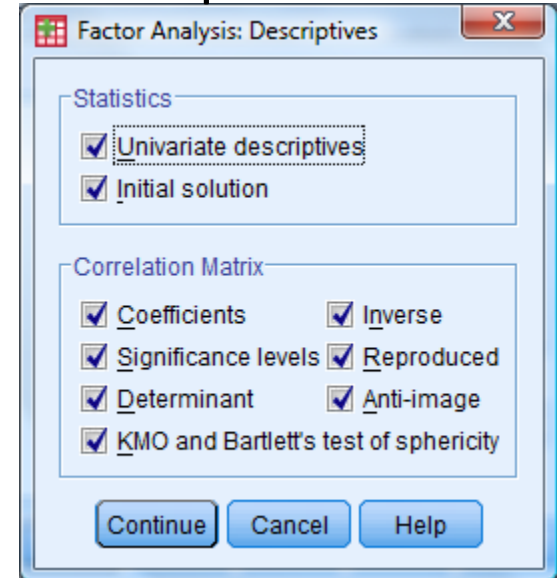 Factor Analysis: Descriptives
Statistics
Univariate descriptives
Initial solution
Correlation Matrix
Coefficients Inverse
Significance levels Reproduced
Determinant Anti-image
KMO and Bartlett's test of sphericity
Continue Cancel Help